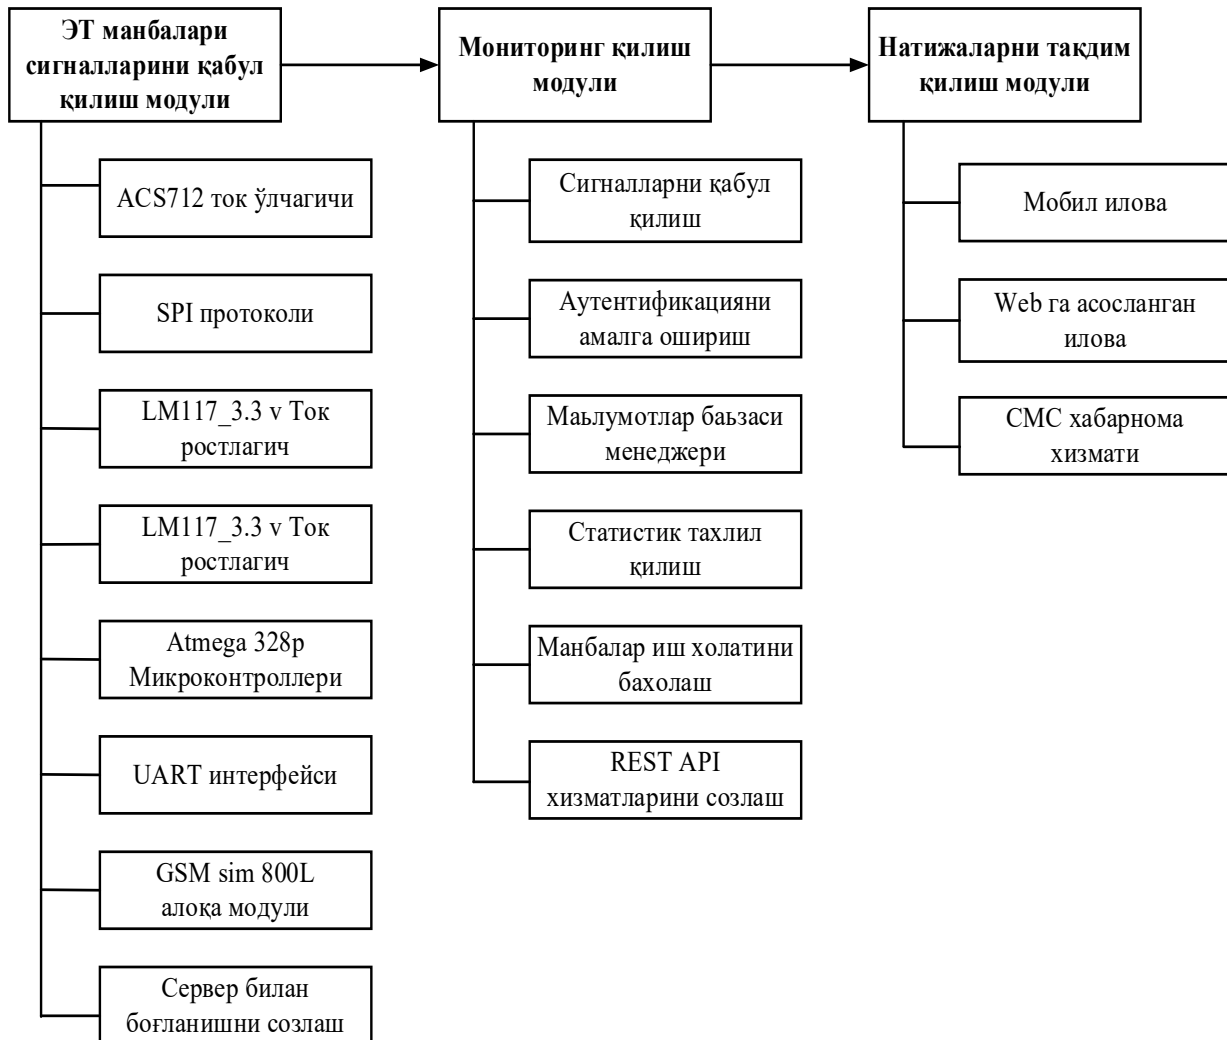 ЭТ манбалари
сигналларини қабул
қилиш модули
ACS712 ток ўлчагичи
SPI протоколи
LM117_3.3 v Ток
ростлагич
LM117_3.3 v Ток
ростлагич
Atmega 328p
Микроконтроллери
UART интерфейси
GSM sim 800L
алоқа модули
Сервер билан
боғланишни созлаш
Мониторинг қилиш
модули
Сигналларни қабул
қилиш
Аутентификацияни
амалга ошириш
Маьлумотлар баьзаси
менеджери
Статистик тахлил
қилиш
Манбалар иш холатини
бахолаш
REST API
хизматларини созлаш
Натижаларни тақдим
қилиш модули
Мобил илова
Web га асосланган
илова
СМС хабарнома
хизмати